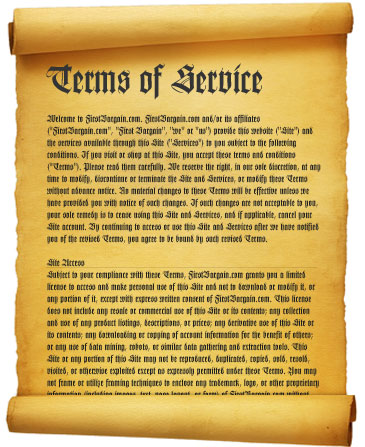 Terms of Service
Welcome to FirstBargain.com. FirstBargain.com and/or its affiliates
("FirstBargain.com", "First Bargain", "we" or "us") provide this website ("Site") and
the services available through this Site ("Services") to you subject to the following
conditions. If you visit or shop at this Site, you accept these terms and conditions
("Terms"). Please read them carefully. We reserve the right, in our sole discretion, at any
time to modify, discontinue or terminate the Site and Services, or modify these Terms
without advance notice. No material changes to these Terms will be effective unless we
have provided you with notice of such changes. If such changes are not acceptable to you,
your sole remedy is to cease using this Site and Services, and if applicable, cancel your
Site account. By continuing to access or use this Site and Services after we have notified
you of the revised Terms, you agree to be bound by such revised Terms.
Site Access
Subject to your compliance with these Terms, FirstBargain.com grants you a limited
license to access and make personal use of this Site and not to download or modify it, or
any portion of it, except with express written consent of FirstBargain.com. This license
does not include any resale or commercial use of this Site or its contents; any collection
and use of any product listings, descriptions, or prices; any derivative use of this Site or
its contents; any downloading or copying of account information for the benefit of others;
or any use of data mining, robots, or similar data gathering and extraction tools. This
Site or any portion of this Site may not be reproduced, duplicated, copied, sold, resold,
visited, or otherwise exploited except as expressly permitted under these Terms. You may
not frame or utilize framing techniques to enclose any trademark, logo, or other proprietary
information (including images, text, page layout, or form) of FirstBargain.com without